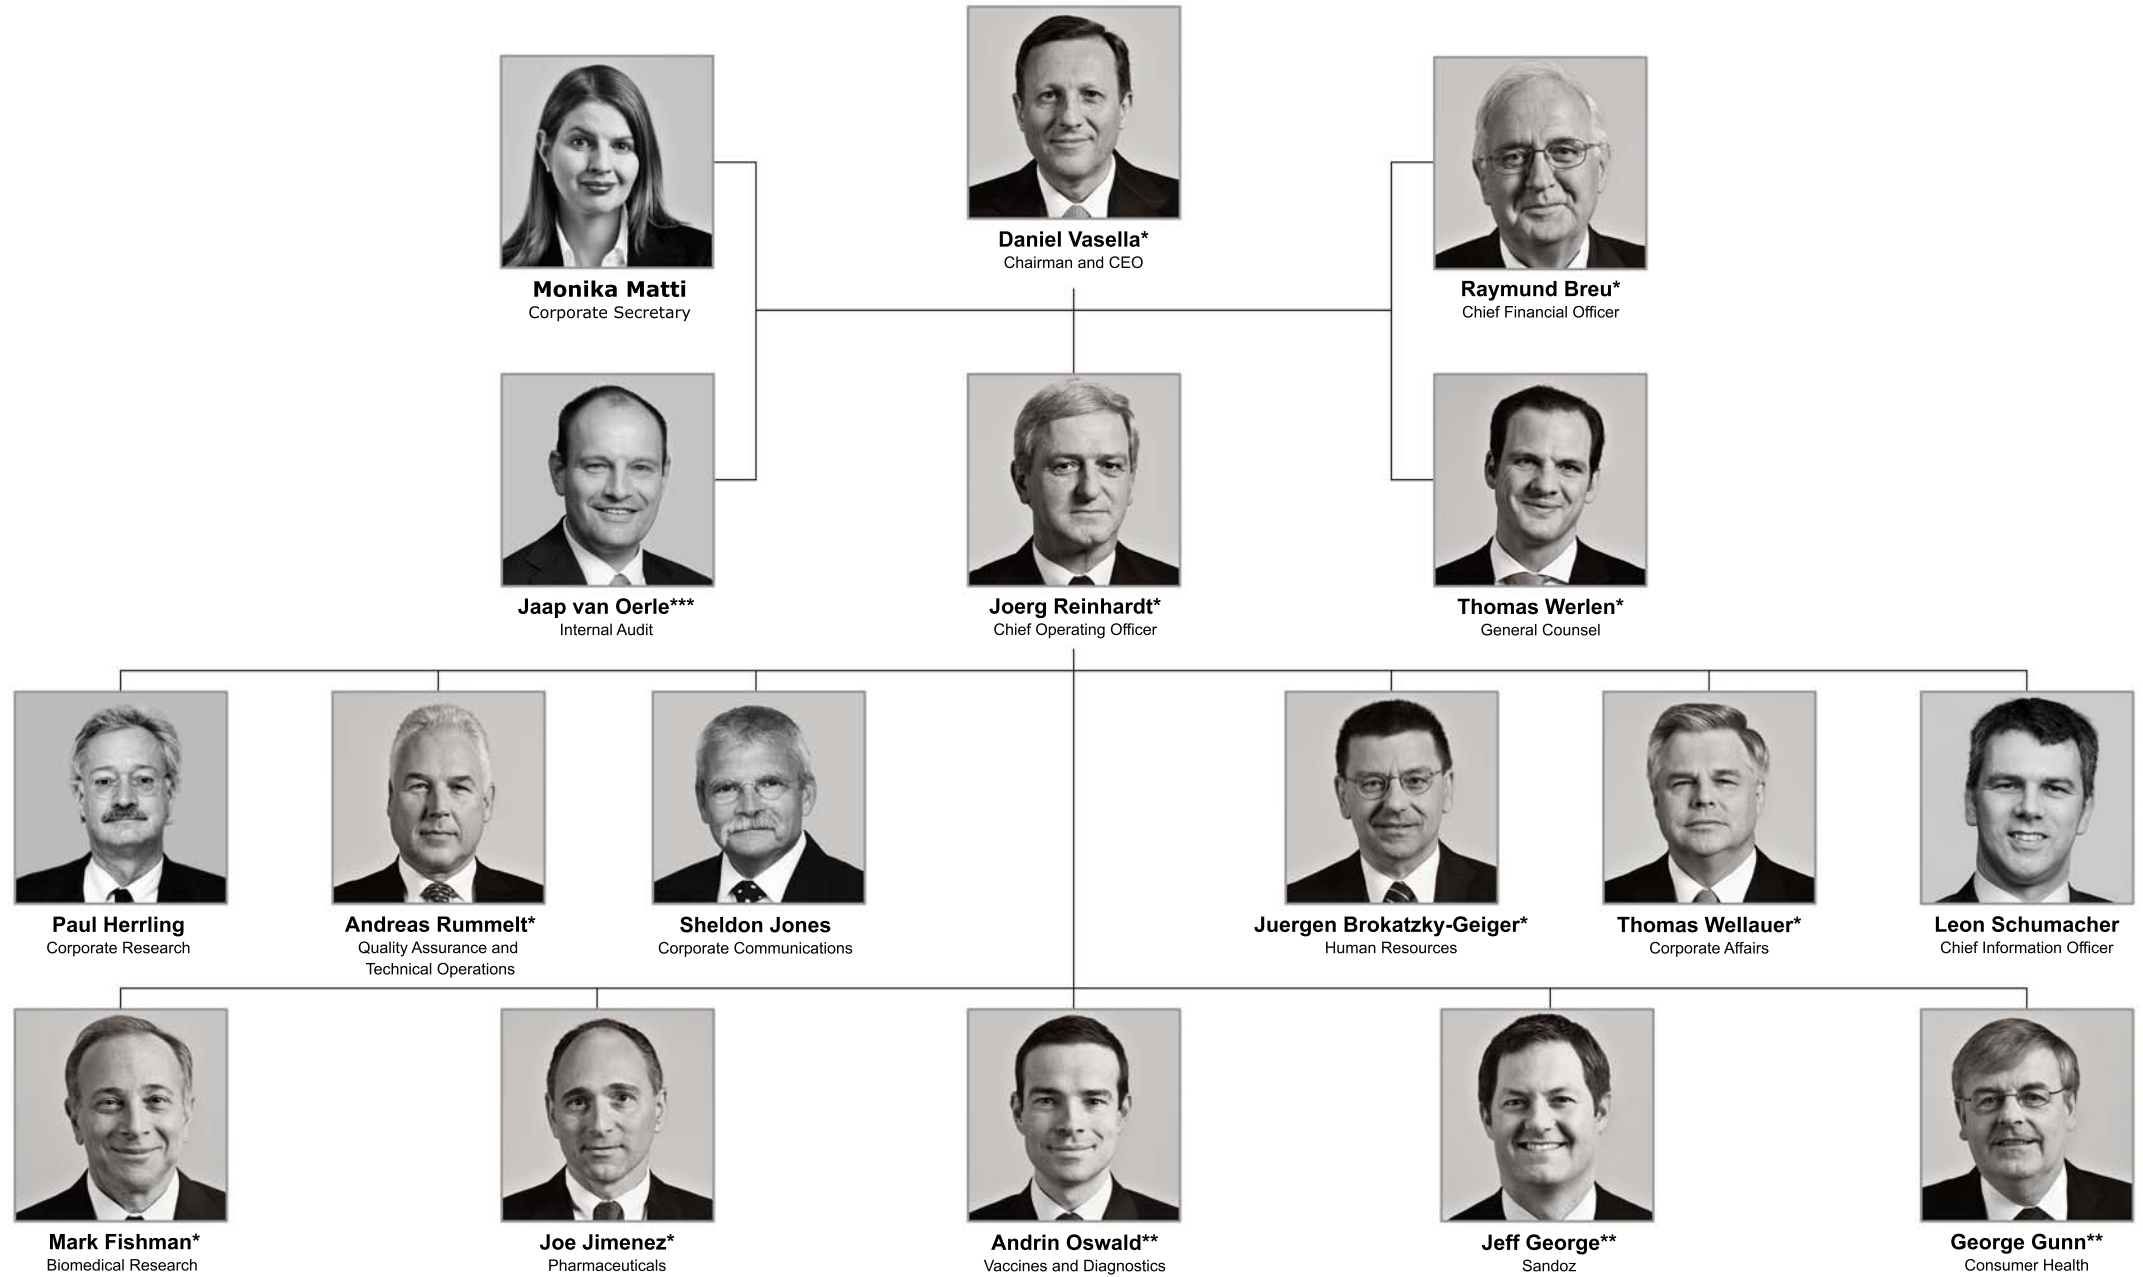 Daniel Vasella*
Chairman and CEO
Monika Matti
Corporate Secretary
Raymund Breu*
Chief Financial Officer
Jaap van Oerle***
Internal Audit
Joerg Reinhardt*
Chief Operating Officer
Thomas Werlen*
General Counsel
Paul Herrling
Corporate Research
Andreas Rummelt*
Quality Assurance and
Technical Operations
Sheldon Jones
Corporate Communications
Juergen Brokatzky-Geiger*
Human Resources
Thomas Wellauer*
Corporate Affairs
Leon Schumacher
Chief Information Officer
Mark Fishman*
Biomedical Research
Joe Jimenez*
Pharmaceuticals
Andrin Oswald**
Vaccines and Diagnostics
Jeff George**
Sandoz
George Gunn**
Consumer Health